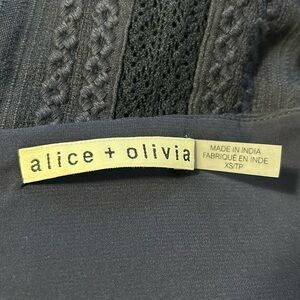 alice + olivia
MADE IN INDIA
FABRIQUÉ EN INDE
XS/TP